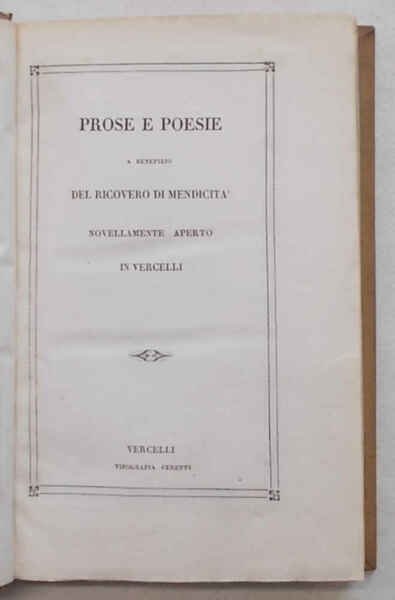 PROSE E POESIE
A BENEFIZIO
DEL RICOVERO DI MENDICITA'
NOVELLAMENTE APERTO
IN VERCELLI
VERCELLI
TIPOGRAFIA CERETTI